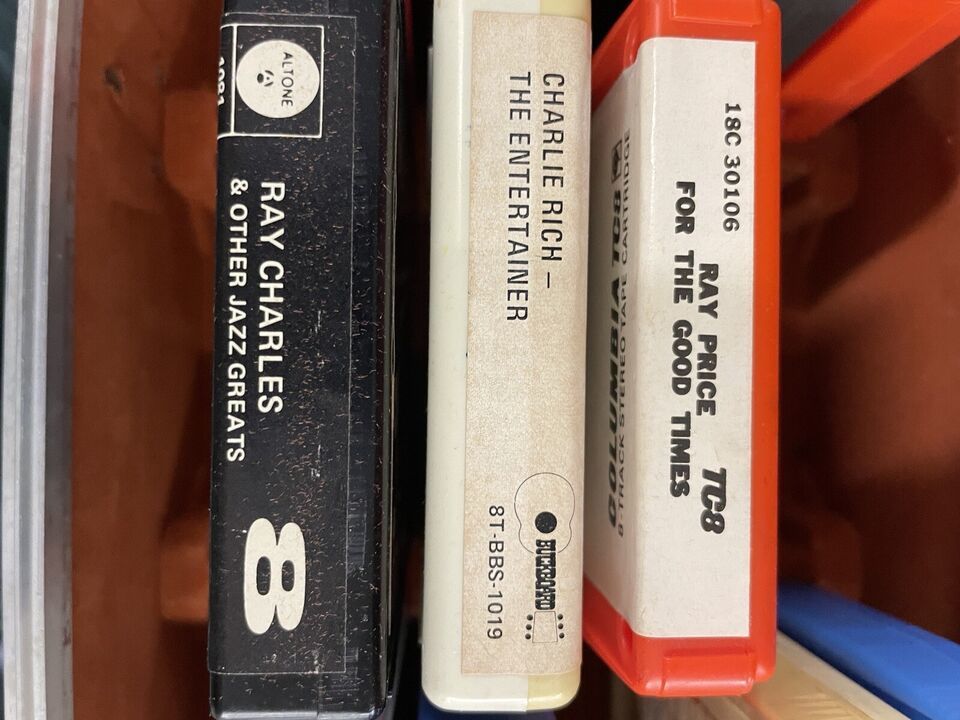 ALTONE
1081
RAY CHARLES
& OTHER JAZZ GREATS
8
CHARLIE RICH –
THE ENTERTAINER
BUCKBOARD
8T-BBS-1019
18C 30106
RAY PRICE
FOR THE GOOD TIMES
TC8
COLUMBIA TC8
8-TRACK STEREO TAPE CARTRIDGE